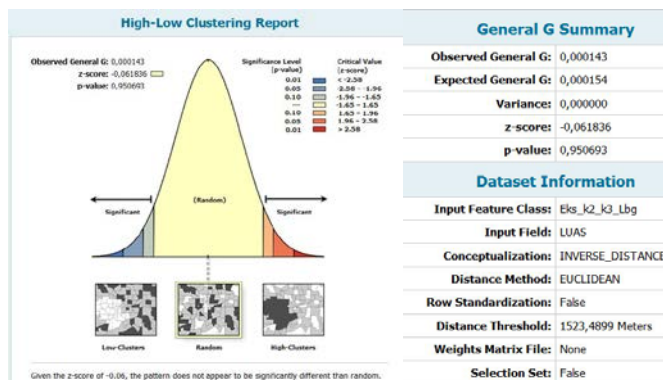 High-Low Clustering Report
Observed General G: 0,000143
z-score: -0,061836
p-value: 0,950693
Significance Level
(p-value)
Critical Value
(z-score)
0.01 < -2.58
0.05 -2.58 - -1.96
0.10 -1.96 - -1.65
— -1.65 - 1.65
0.10 1.65 - 1.96
0.05 1.96 - 2.58
0.01 > 2.58
Significant
(Random)
Significant
Low-Clusters
Random
High-Clusters
Given the z-score of -0.06, the pattern does not appear to be significantly different than random.
General G Summary
Observed General G: 0,000143
Expected General G: 0,000154
Variance: 0,000000
z-score: -0,061836
p-value: 0,950693
Dataset Information
Input Feature Class: Eks_k2_k3_Lbg
Input Field: LUAS
Conceptualization: INVERSE_DISTANCE
Distance Method: EUCLIDEAN
Row Standardization: False
Distance Threshold: 1523,4899 Meters
Weights Matrix File: None
Selection Set: False